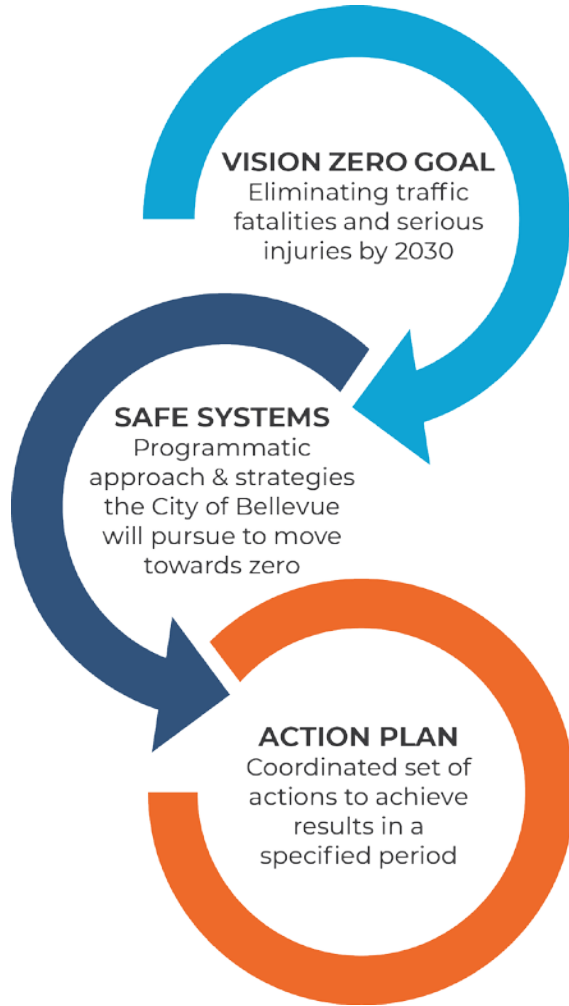 VISION ZERO GOAL
Eliminating traffic
fatalities and serious
injuries by 2030
SAFE SYSTEMS
Programmatic
approach & strategies
the City of Bellevue
will pursue to move
towards zero
ACTION PLAN
Coordinated set of
actions to achieve
results in a
specified period